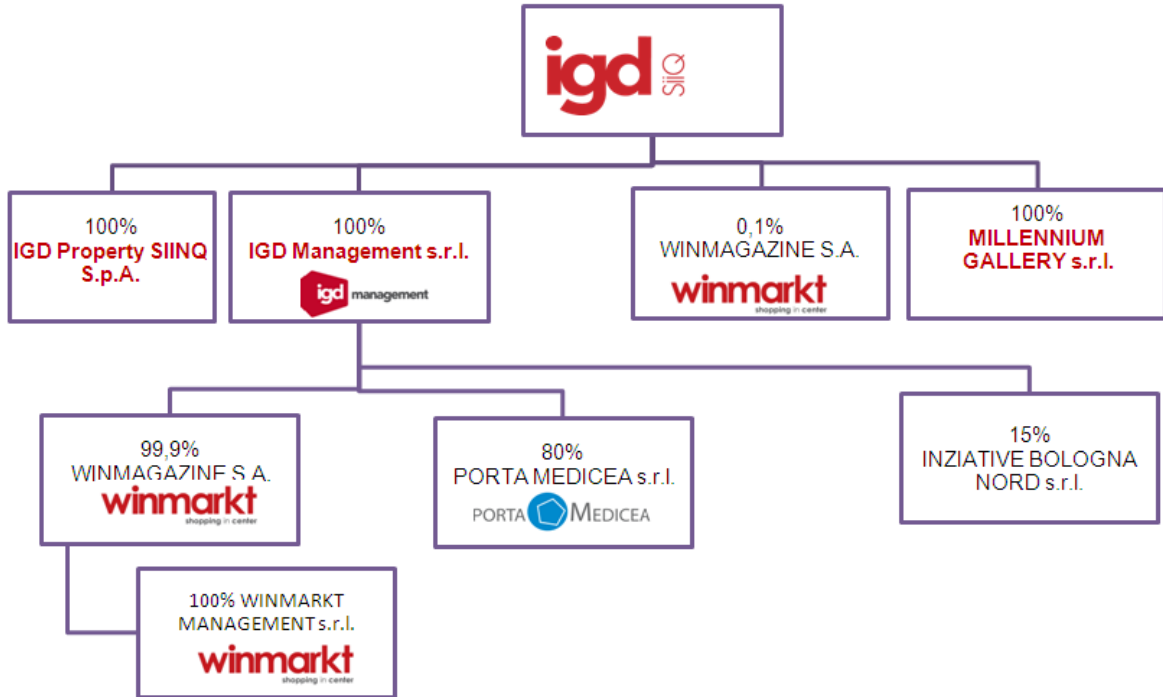 igd SIIQ
100%
IGD Property SIINQ
S.p.A.
100%
IGD Management s.r.l.
igd management
0,1%
WINMAGAZINE S.A.
winmarkt
shopping in center
100%
MILLENNIUM
GALLERY s.r.l.
99,9%
WINMAGAZINE S.A.
winmarkt
shopping in center
80%
PORTA MEDICEA s.r.l.
PORTA MEDICEA
15%
INZIATIVE BOLOGNA
NORD s.r.l.
100% WINMARKT
MANAGEMENT s.r.l.
winmarkt
shopping in center